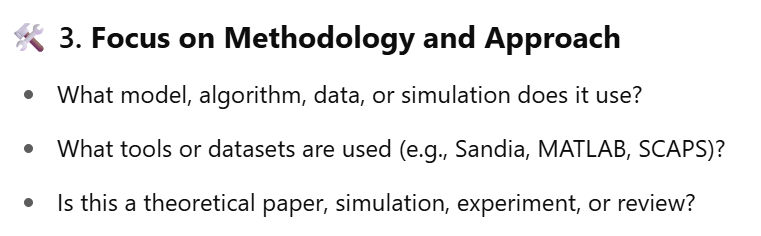 🛠 3. Focus on Methodology and Approach
• What model, algorithm, data, or simulation does it use?
• What tools or datasets are used (e.g., Sandia, MATLAB, SCAPS)?
• Is this a theoretical paper, simulation, experiment, or review?